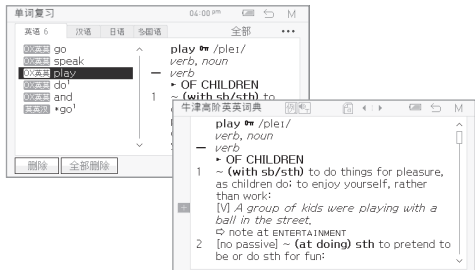 单词复习 04:00 PM M
英语 6 汉语 日语 多国语 全部 •••
OX英英 go
OX英英 speak
OX英英 play
OX英英 do¹
OX英英 and
*go¹
play /pleɪ/
verb, noun
— verb
▸ OF CHILDREN
1 ~ (with sb/sth) to
删除 全部删除
牛津高阶英英词典 M
play /pleɪ/
verb, noun
— verb
▸ OF CHILDREN
1 ~ (with sb/sth) to do things for pleasure,
as children do; to enjoy yourself, rather
than work:
[V] A group of kids were playing with a
ball in the street.
⇨ note at ENTERTAINMENT
2 [no passive] ~ (at doing) sth to pretend to
be or do sth for fun: